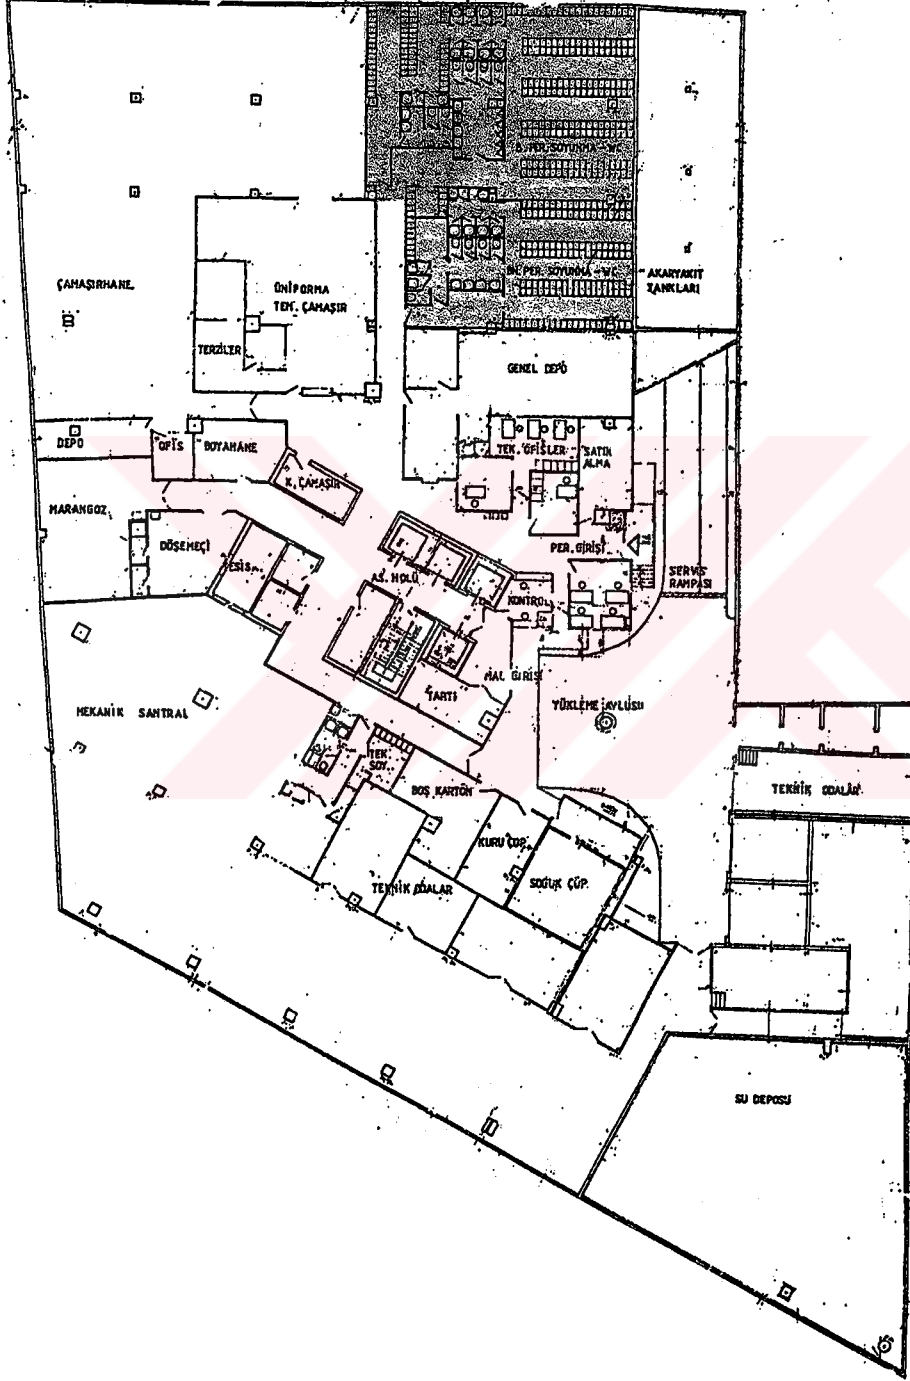 B. PER. SOYUNMA - WC
BN. PER. SOYUNMA - WC
AKARYAKIT
TANKLARI
ÇAMAŞIRHANE
ÜNİFORMA
TEM. ÇAMAŞIR
TERZİLER
GENEL DEPO
DEPO
OFİS
BOYAHANE
TEK. OFİSLER
SATIN
ALMA
K. ÇAMAŞIR
MARANGOZ
DÖŞEMECİ
PER. GİRİŞİ
AS. HOLÜ
SERVİS
RAMPASI
KONTROL
MAL GİRİŞİ
TARTI
YÜKLEME AVLUSU
MEKANİK SANTRAL
TEK.
SOY.
BOŞ KARTON
TEKNİK ODALAR
KURU ÇÖP.
SOĞUK ÇÖP.
TEKNİK ODALAR
SU DEPOSU